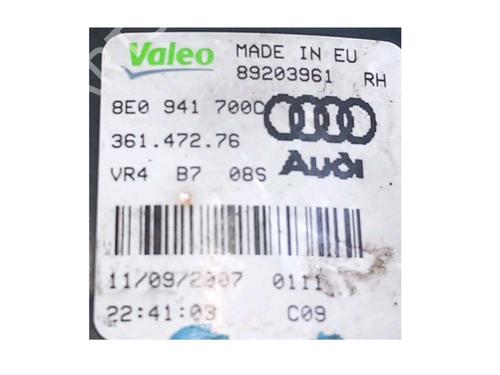 Valeo MADE IN EU
89203961 RH
8E0 941 700C
361.472.76
Audi
VR4 B7 08S
11/09/2007 0111
22:41:03 C09